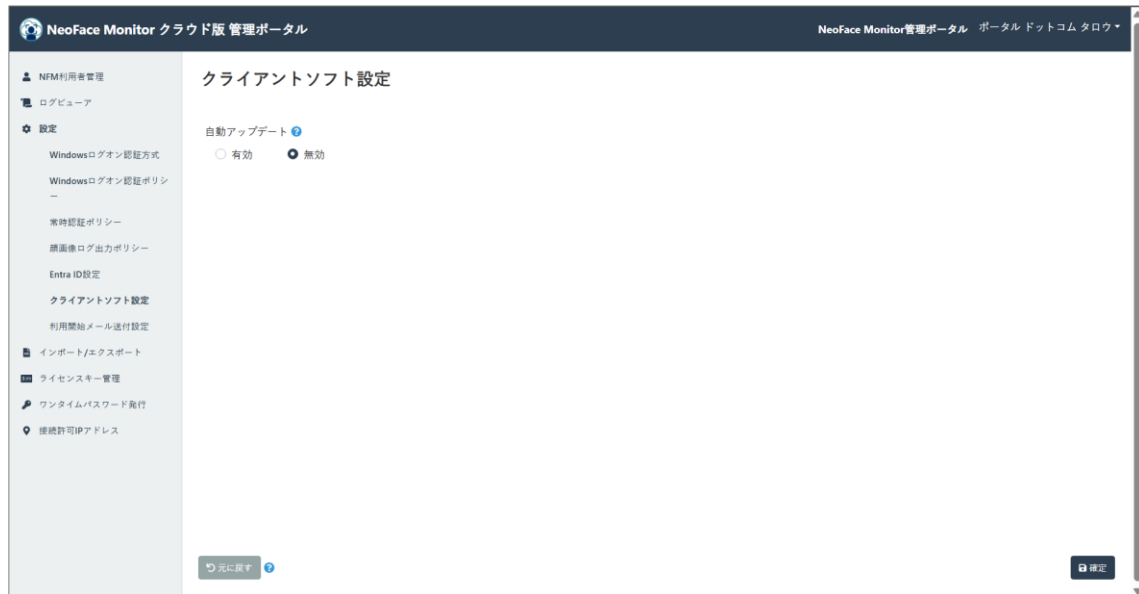 NeoFace Monitor クラウド版 管理ポータル
NeoFace Monitor管理ポータル ポータル ドットコム タロウ
NFM利用者管理
ログビューア
設定
Windowsログオン認証方式
Windowsログオン認証ポリシ
ー
常時認証ポリシー
顔画像ログ出力ポリシー
Entra ID設定
クライアントソフト設定
利用開始メール送付設定
インポート/エクスポート
ライセンスキー管理
ワンタイムパスワード発行
接続許可IPアドレス
クライアントソフト設定
自動アップデート ?
有効 無効
元に戻す ?
確定